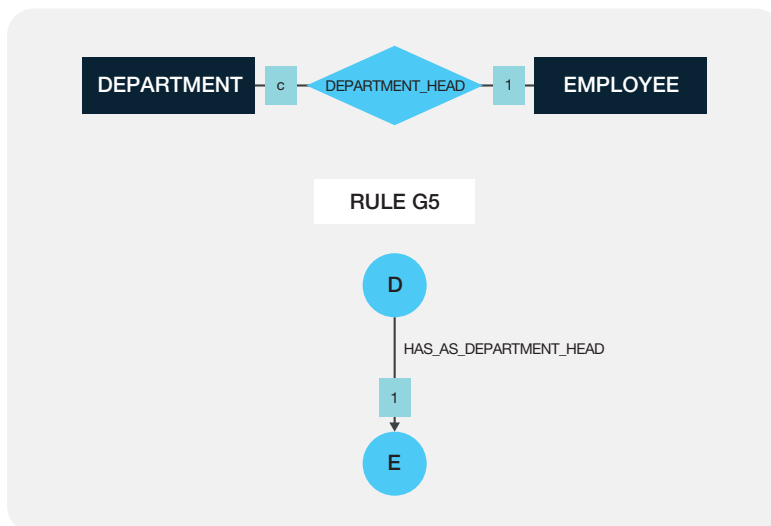 DEPARTMENT c DEPARTMENT_HEAD 1 EMPLOYEE
RULE G5
D
HAS_AS_DEPARTMENT_HEAD
1
E